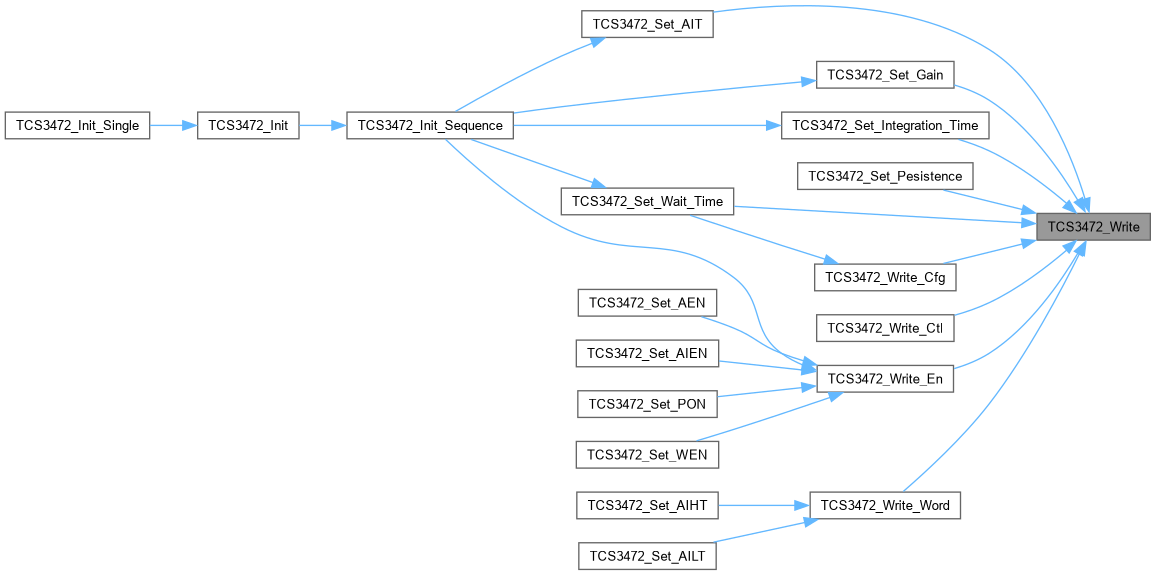 TCS3472_Set_AIT
TCS3472_Set_Gain
TCS3472_Init_Single
TCS3472_Init
TCS3472_Init_Sequence
TCS3472_Set_Integration_Time
TCS3472_Set_Pesistence
TCS3472_Set_Wait_Time
TCS3472_Write
TCS3472_Write_Cfg
TCS3472_Set_AEN
TCS3472_Write_Ctl
TCS3472_Set_AIEN
TCS3472_Write_En
TCS3472_Set_PON
TCS3472_Set_WEN
TCS3472_Set_AIHT
TCS3472_Write_Word
TCS3472_Set_AILT